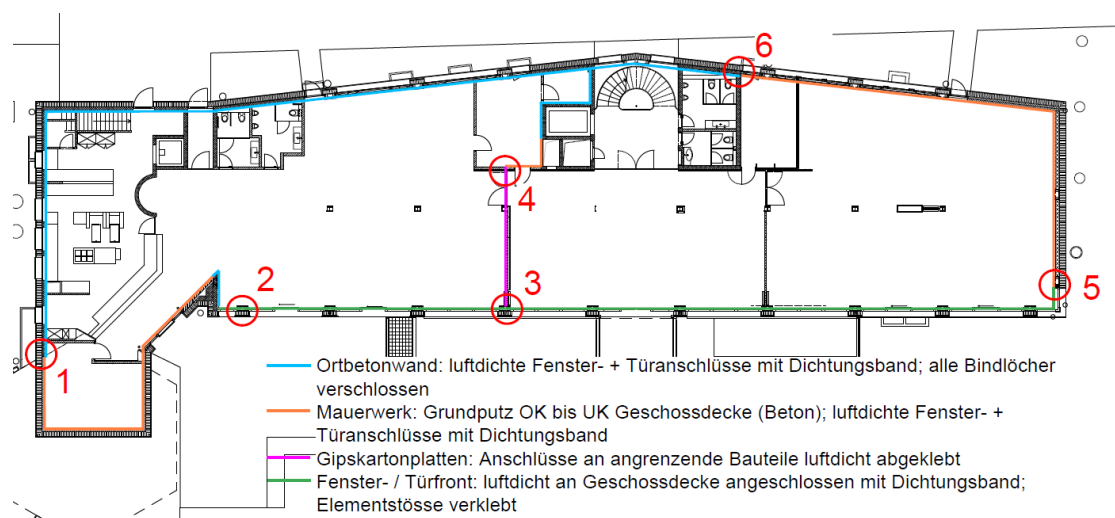 6
4
2
3
5
1
Ortbetonwand: luftdichte Fenster- + Türanschlüsse mit Dichtungsband; alle Bindlöcher
verschlossen
Mauerwerk: Grundputz OK bis UK Geschossdecke (Beton); luftdichte Fenster- +
Türanschlüsse mit Dichtungsband
Gipskartonplatten: Anschlüsse an angrenzende Bauteile luftdicht abgeklebt
Fenster- / Türfront: luftdicht an Geschossdecke angeschlossen mit Dichtungsband;
Elementstösse verklebt